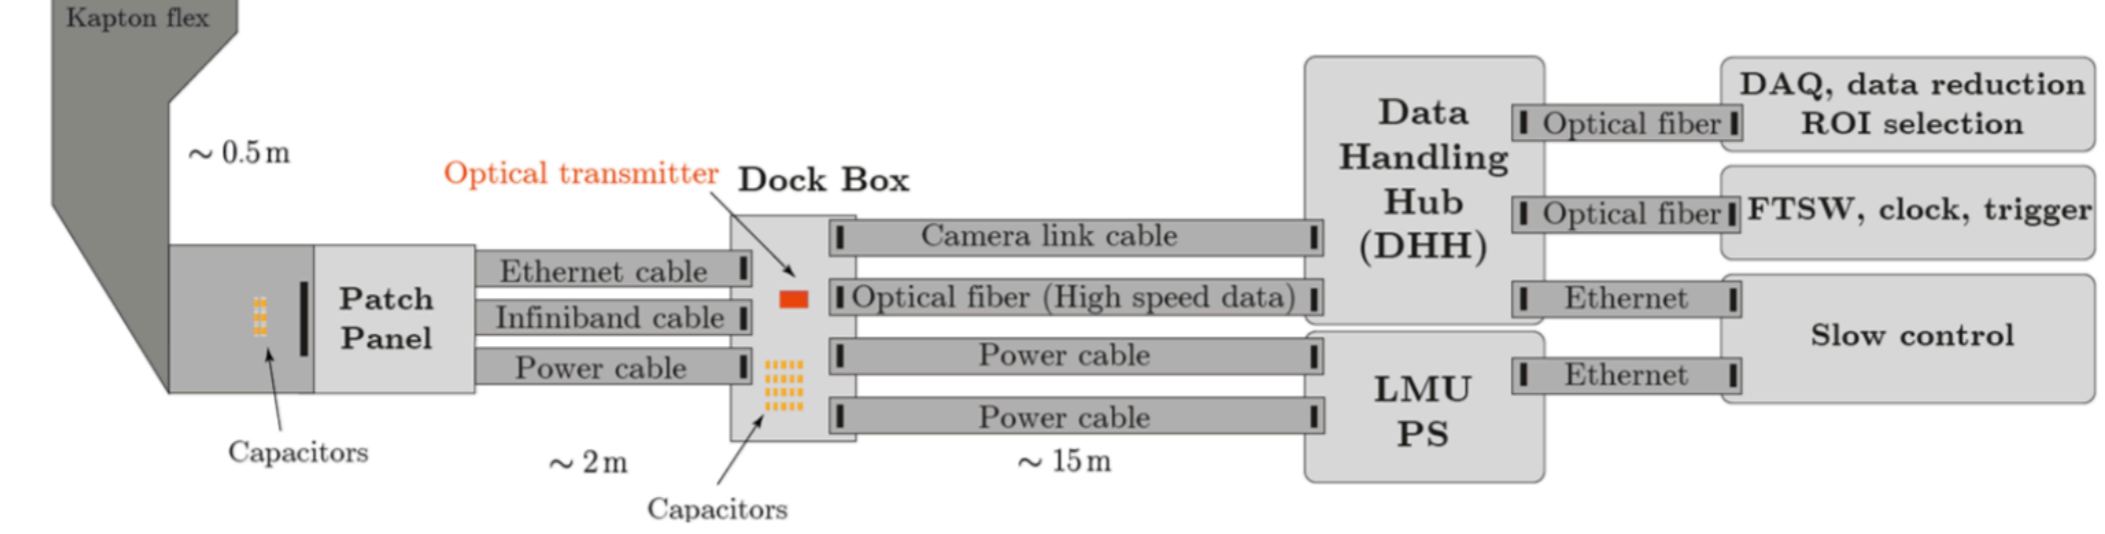 Kapton flex
~ 0.5 m
Optical transmitter
Dock Box
Patch
Panel
Capacitors
Ethernet cable
Infiniband cable
Power cable
~ 2 m
Capacitors
Camera link cable
Optical fiber (High speed data)
Power cable
Power cable
~ 15 m
Data
Handling
Hub
(DHH)
LMU
PS
Optical fiber
Optical fiber
Ethernet
Ethernet
DAQ, data reduction
ROI selection
FTSW, clock, trigger
Slow control